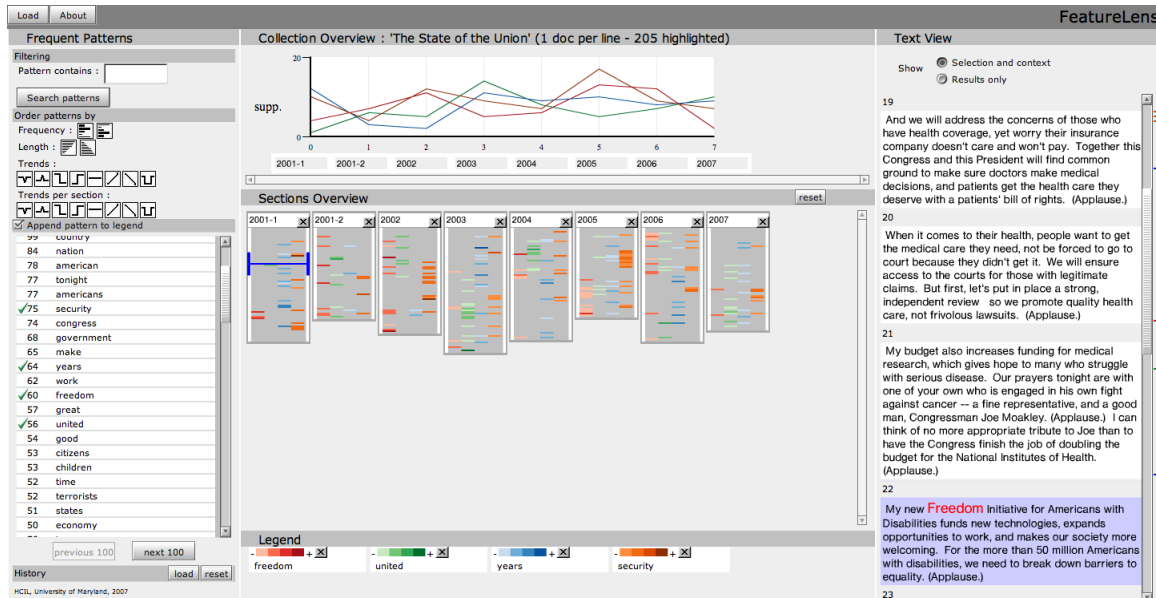 Load About
FeatureLens
Frequent Patterns
Filtering
Pattern contains :
Search patterns
Order patterns by
Frequency :
Length :
Trends :
Trends per section :
Append pattern to legend
99 country
84 nation
78 american
77 tonight
77 americans
75 security
74 congress
68 government
65 make
64 years
62 work
60 freedom
57 great
56 united
54 good
53 citizens
53 children
52 time
52 terrorists
51 states
50 economy
previous 100 next 100
History load reset
HCIL, University of Maryland, 2007
Collection Overview : 'The State of the Union' (1 doc per line - 205 highlighted)
20
supp.
0
0 1 2 3 4 5 6 7
2001-1 2001-2 2002 2003 2004 2005 2006 2007
Sections Overview reset
2001-1 2001-2 2002 2003 2004 2005 2006 2007
Legend
- + - + - + - +
freedom united years security
Text View
Show Selection and context
Results only
19
And we will address the concerns of those who
have health coverage, yet worry their insurance
company doesn't care and won't pay. Together this
Congress and this President will find common
ground to make sure doctors make medical
decisions, and patients get the health care they
deserve with a patients' bill of rights. (Applause.)
20
When it comes to their health, people want to get
the medical care they need, not be forced to go to
court because they didn't get it. We will ensure
access to the courts for those with legitimate
claims. But first, let's put in place a strong,
independent review so we promote quality health
care, not frivolous lawsuits. (Applause.)
21
My budget also increases funding for medical
research, which gives hope to many who struggle
with serious disease. Our prayers tonight are with
one of your own who is engaged in his own fight
against cancer -- a fine representative, and a good
man, Congressman Joe Moakley. (Applause.) I can
think of no more appropriate tribute to Joe than to
have the Congress finish the job of doubling the
budget for the National Institutes of Health.
(Applause.)
22
My new Freedom Initiative for Americans with
Disabilities funds new technologies, expands
opportunities to work, and makes our society more
welcoming. For the more than 50 million Americans
with disabilities, we need to break down barriers to
equality. (Applause.)
23